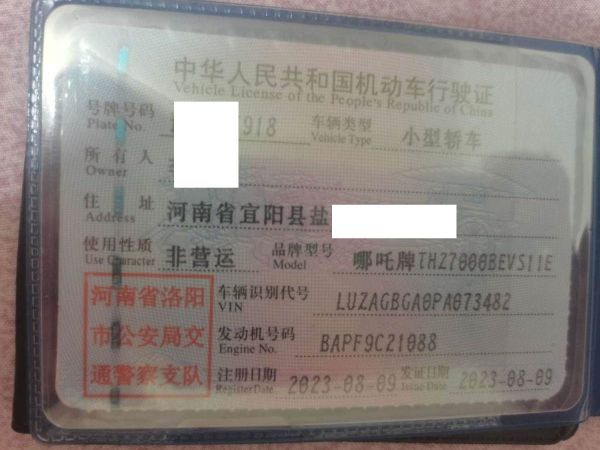 中华人民共和国机动车行驶证
Vehicle License of the People's Republic of China
号牌号码 Plate No. 918 车辆类型 Vehicle Type 小型轿车
所有人 Owner
住址 Address 河南省宜阳县盐
使用性质 Use Character 非营运 品牌型号 Model 哪吒牌THZ7000BEVS11E
河南省洛阳市公安局交通警察支队
车辆识别代号 VIN LUZAGBGA0PA073482
发动机号码 Engine No. BAPF9C21088
注册日期 Register Date 2023-08-09 发证日期 Issue Date 2023-08-09